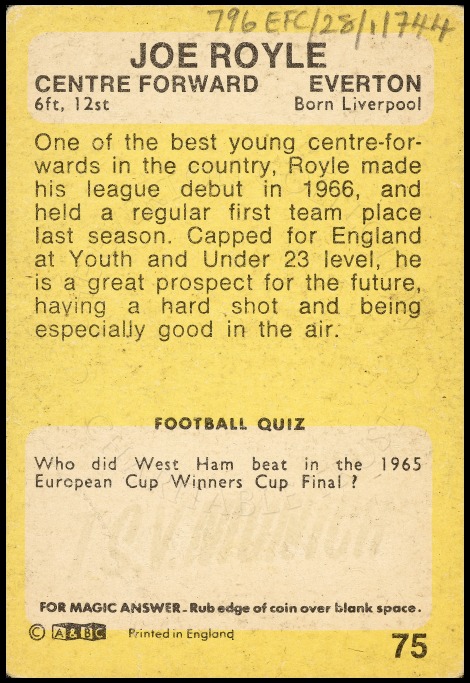 796 EFC/28/1/744
JOE ROYLE
CENTRE FORWARD EVERTON
6ft, 12st Born Liverpool
One of the best young centre-for-
wards in the country, Royle made
his league debut in 1966, and
held a regular first team place
last season. Capped for England
at Youth and Under 23 level, he
is a great prospect for the future,
having a hard shot and being
especially good in the air.
FOOTBALL QUIZ
Who did West Ham beat in the 1965
European Cup Winners Cup Final ?
TSV MUNICH
FOR MAGIC ANSWER - Rub edge of coin over blank space.
© A&BC Printed in England
75